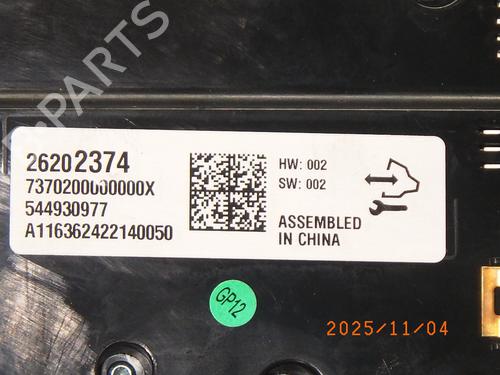 B-PARTS
26202374
7370200000000X
544930977
A116362422140050
HW: 002
SW: 002
ASSEMBLED
IN CHINA
GP12
2025/11/04